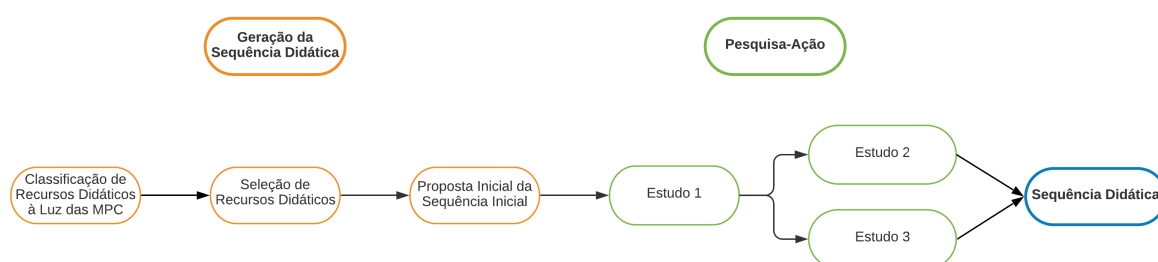 Geração da
Sequência Didática
Pesquisa-Ação
Classificação de
Recursos Didáticos
à Luz das MPC
Seleção de
Recursos Didáticos
Proposta Inicial da
Sequência Inicial
Estudo 1
Estudo 2
Estudo 3
Sequência Didática